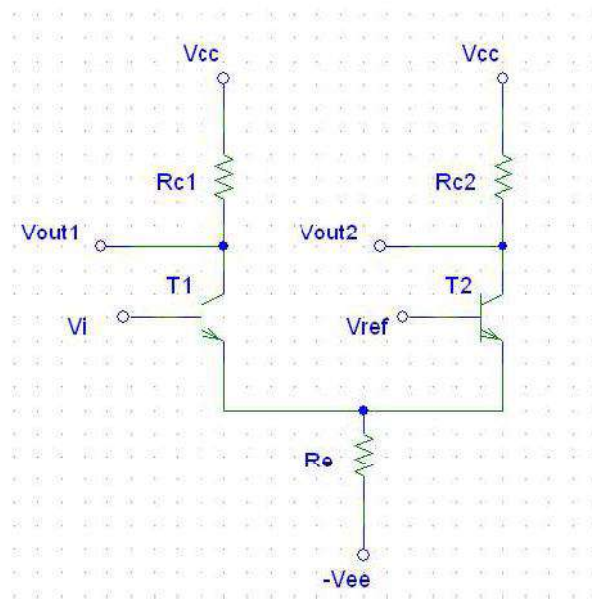 Vcc Vcc
Rc1 Rc2
Vout1 Vout2
T1 T2
Vi Vref
Re
-Vee